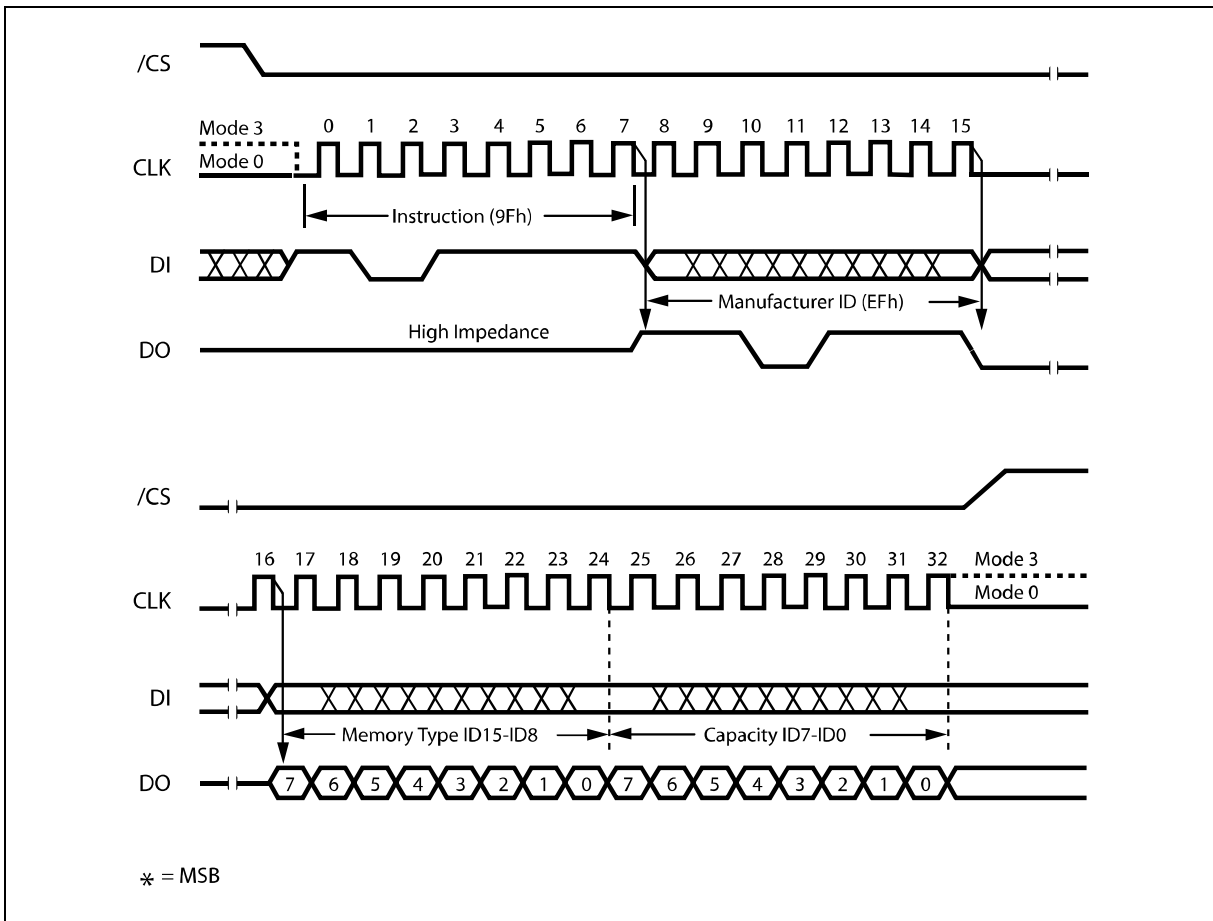 /CS
Mode 3
0 1 2 3 4 5 6 7 8 9 10 11 12 13 14 15
Mode 0
CLK
Instruction (9Fh)
DI
Manufacturer ID (EFh)
High Impedance
DO
/CS
16 17 18 19 20 21 22 23 24 25 26 27 28 29 30 31 32
Mode 3
CLK
Mode 0
DI
Memory Type ID15-ID8
Capacity ID7-ID0
DO
7 6 5 4 3 2 1 0 7 6 5 4 3 2 1 0
* = MSB